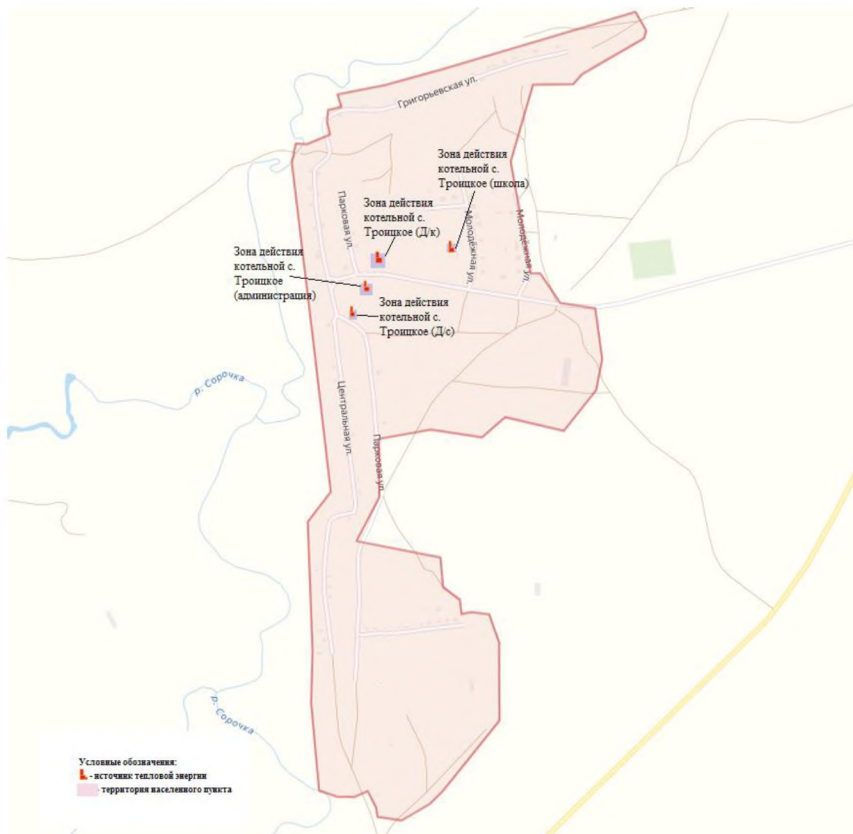 Григорьевская ул.
Зона действия
котельной с.
Троицкое (школа)
Парковая ул.
Зона действия
котельной с.
Троицкое (Д/к)
Молодёжная ул.
Молодёжная ул.
Зона действия
котельной с.
Троицкое
(администрация)
Зона действия
котельной с.
Троицкое (Д/с)
р. Сорочка
Центральная ул.
Парковая ул.
р. Сорочка
Условные обозначения:
- источник тепловой энергии
- территория населенного пункта